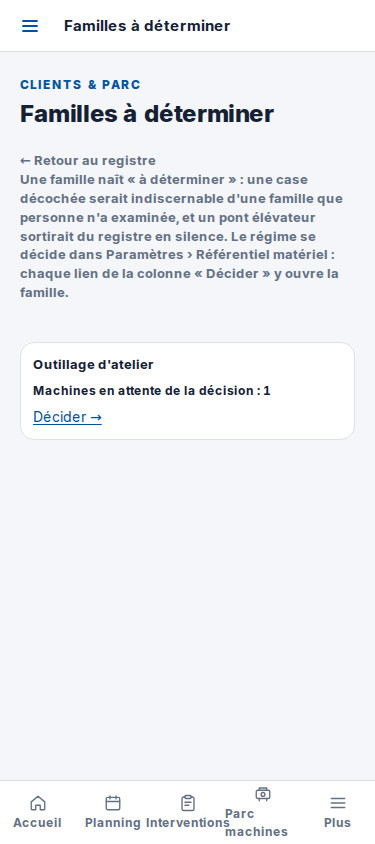 Familles à déterminer
CLIENTS & PARC
Familles à déterminer
← Retour au registre
Une famille naît « à déterminer » : une case
décochée serait indiscernable d'une famille que
personne n'a examinée, et un pont élévateur
sortirait du registre en silence. Le régime se
décide dans Paramètres › Référentiel matériel :
chaque lien de la colonne « Décider » y ouvre la
famille.
Outillage d'atelier
Machines en attente de la décision : 1
Décider →
Accueil
Planning
Interventions
Parc
machines
Plus